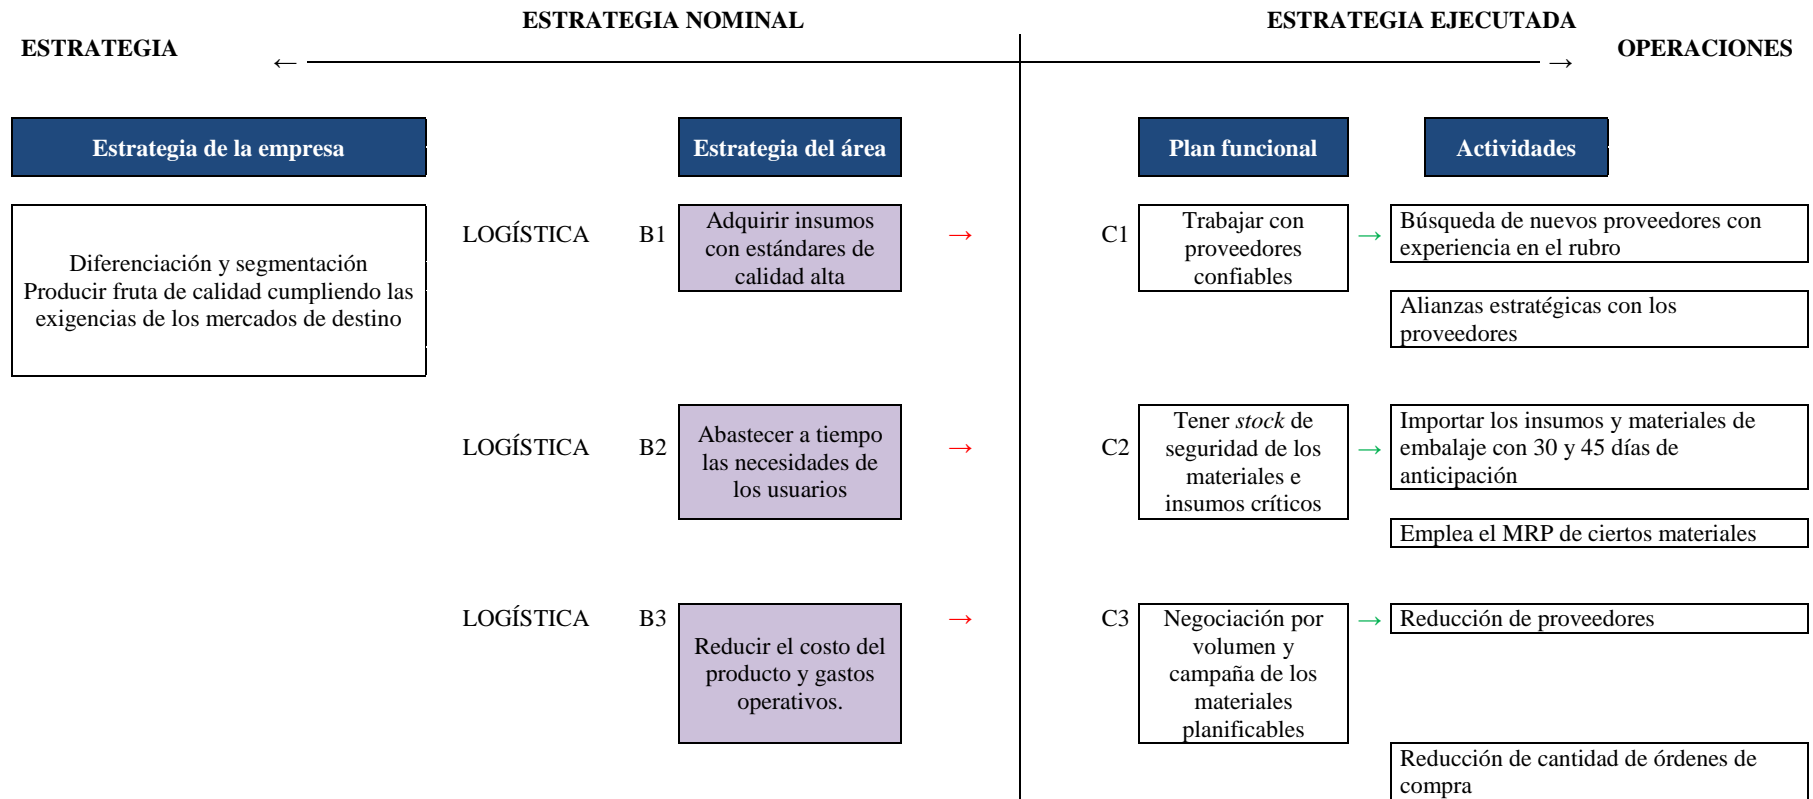 ESTRATEGIA NOMINAL
ESTRATEGIA EJECUTADA
ESTRATEGIA
OPERACIONES
← →
Estrategia de la empresa
Estrategia del área
Plan funcional
Actividades
Diferenciación y segmentación
Producir fruta de calidad cumpliendo las
exigencias de los mercados de destino
LOGÍSTICA
B1
Adquirir insumos
con estándares de
calidad alta
→
C1
Trabajar con
proveedores
confiables
→
Búsqueda de nuevos proveedores con
experiencia en el rubro
Alianzas estratégicas con los
proveedores
LOGÍSTICA
B2
Abastecer a tiempo
las necesidades de
los usuarios
→
C2
Tener stock de
seguridad de los
materiales e
insumos críticos
→
Importar los insumos y materiales de
embalaje con 30 y 45 días de
anticipación
Emplea el MRP de ciertos materiales
LOGÍSTICA
B3
Reducir el costo del
producto y gastos
operativos.
→
C3
Negociación por
volumen y
campaña de los
materiales
planificables
→
Reducción de proveedores
Reducción de cantidad de órdenes de
compra